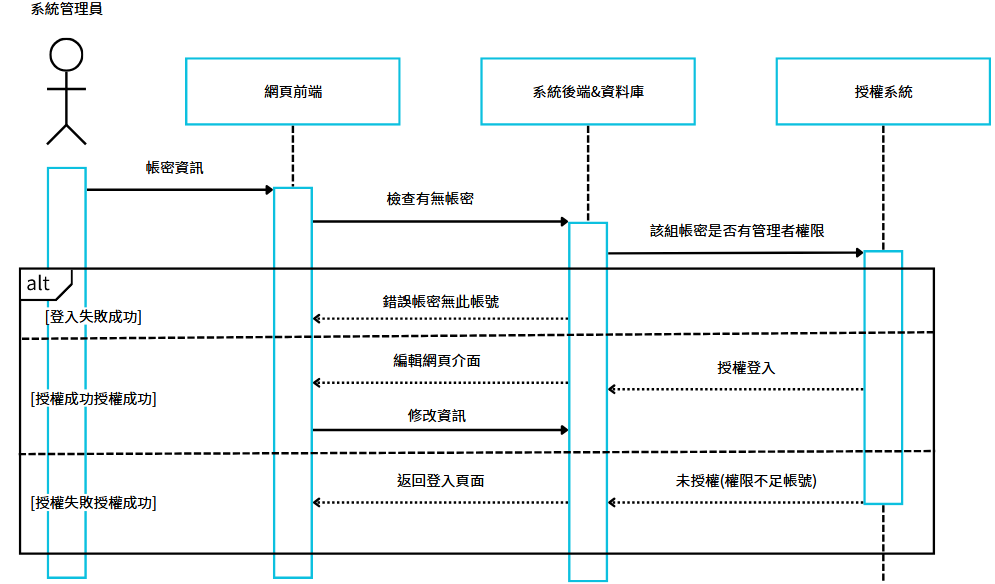 系統管理員
網頁前端
系統後端&資料庫
授權系統
帳密資訊
檢查有無帳密
該組帳密是否有管理者權限
alt
錯誤帳密無此帳號
[登入失敗成功]
編輯網頁介面
授權登入
[授權成功授權成功]
修改資訊
返回登入頁面
未授權(權限不足帳號)
[授權失敗授權成功]